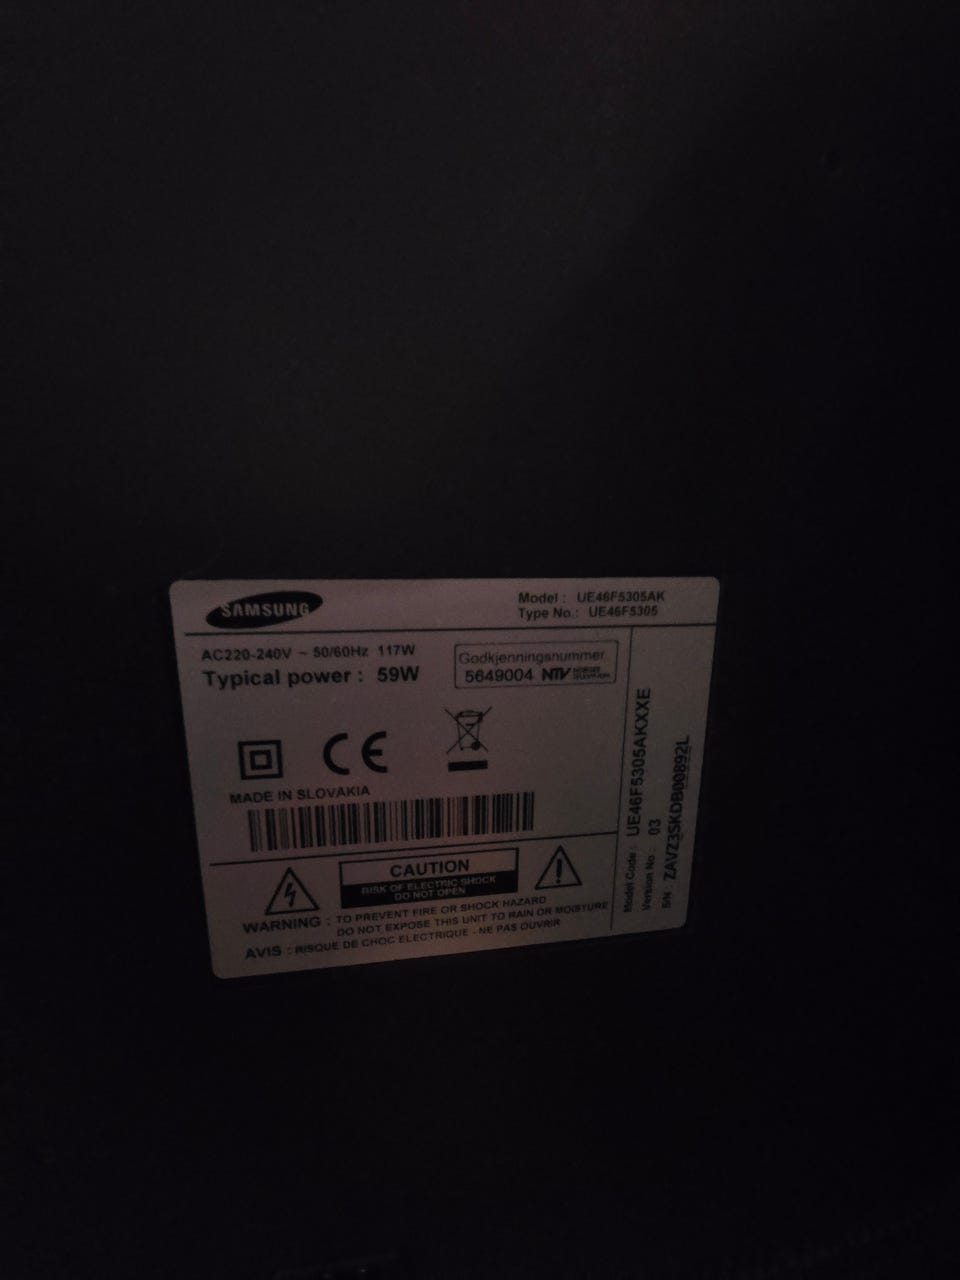 SAMSUNG
Model : UE46F5305AK
Type No.: UE46F5305
AC220-240V ~ 50/60Hz 117W
Typical power : 59W
Godkjenningsnummer
5649004 NTV NORGES TELEVISJON
CE
MADE IN SLOVAKIA
CAUTION
RISK OF ELECTRIC SHOCK
DO NOT OPEN
WARNING : TO PREVENT FIRE OR SHOCK HAZARD
DO NOT EXPOSE THIS UNIT TO RAIN OR MOISTURE
AVIS : RISQUE DE CHOC ELECTRIQUE - NE PAS OUVRIR
Model Code : UE46F5305AKXXE
Version No : 03
S/N ZAVZ3SKDB00892L